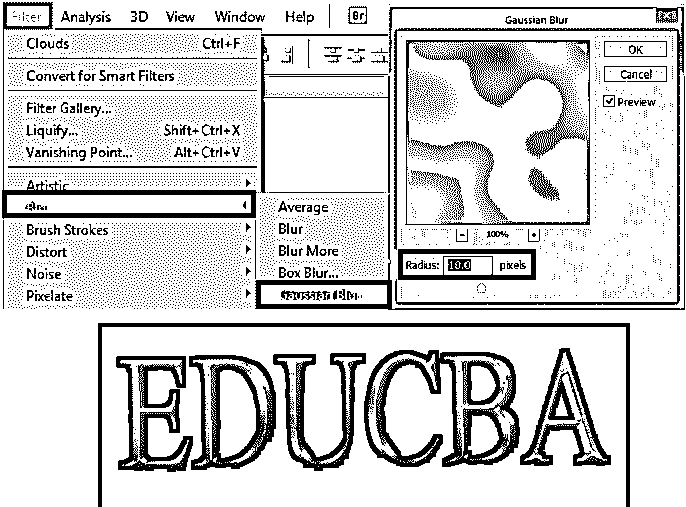 Filter Analysis 3D View Window Help Br
Clouds Ctrl+F
Convert for Smart Filters
Filter Gallery...
Liquify... Shift+Ctrl+X
Vanishing Point... Alt+Ctrl+V
Artistic
Brush Strokes
Distort
Noise
Pixelate
Average
Blur
Blur More
Box Blur...
Gaussian Blur...
Gaussian Blur
OK
Cancel
Preview
100%
Radius: 10.0 pixels
EDUCBA